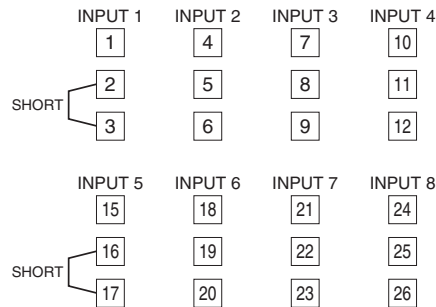 INPUT 1 INPUT 2 INPUT 3 INPUT 4
1 4 7 10
2 5 8 11
SHORT
3 6 9 12
INPUT 5 INPUT 6 INPUT 7 INPUT 8
15 18 21 24
16 19 22 25
SHORT
17 20 23 26